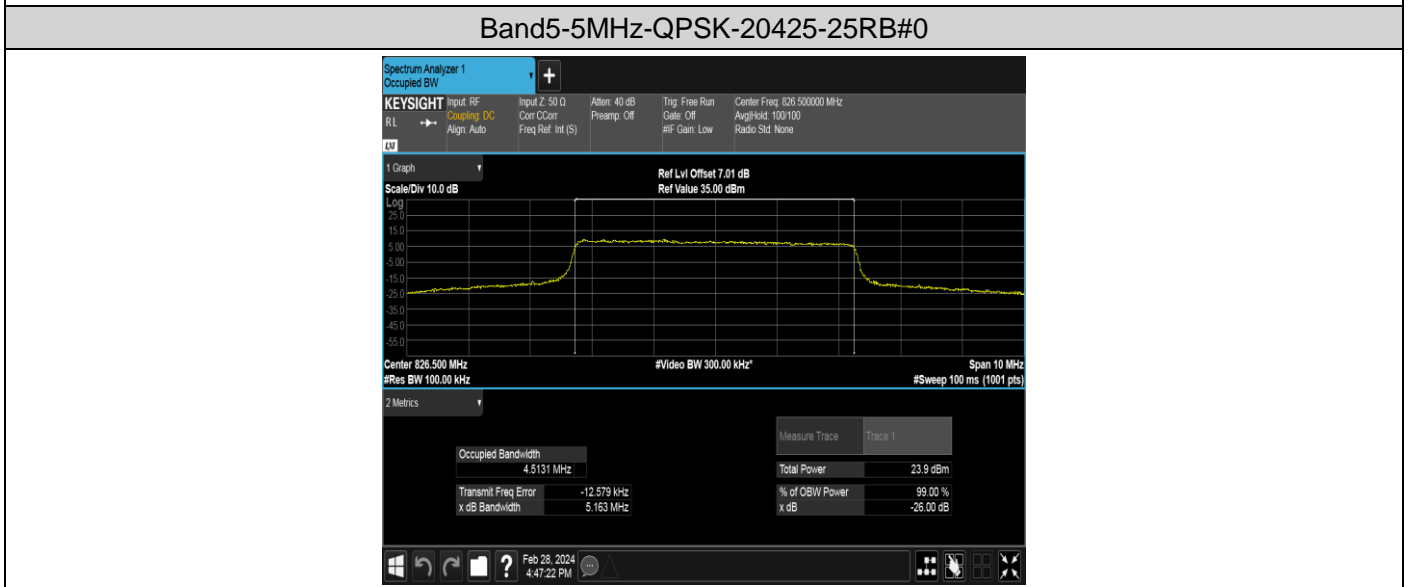 Band5-5MHz-QPSK-20425-25RB#0
Spectrum Analyzer 1
Occupied BW
+
KEYSIGHT Input: RF Input Z: 50 Ω Atten: 40 dB Trig: Free Run Center Freq: 826.500000 MHz
RL Coupling: DC Corr CCorr Preamp: Off Gate: Off Avg|Hold: 100/100
Align: Auto Freq Ref: Int (S) #IF Gain: Low Radio Std: None
LXI
1 Graph
Ref Lvl Offset 7.01 dB
Scale/Div 10.0 dB Ref Value 35.00 dBm
Log
25.0
15.0
5.00
-5.00
-15.0
-25.0
-35.0
-45.0
-55.0
Center 826.500 MHz #Video BW 300.00 kHz* Span 10 MHz
#Res BW 100.00 kHz #Sweep 100 ms (1001 pts)
2 Metrics
Measure Trace Trace 1
Occupied Bandwidth
4.5131 MHz Total Power 23.9 dBm
Transmit Freq Error -12.579 kHz % of OBW Power 99.00 %
x dB Bandwidth 5.163 MHz x dB -26.00 dB
? Feb 28, 2024
4:47:22 PM